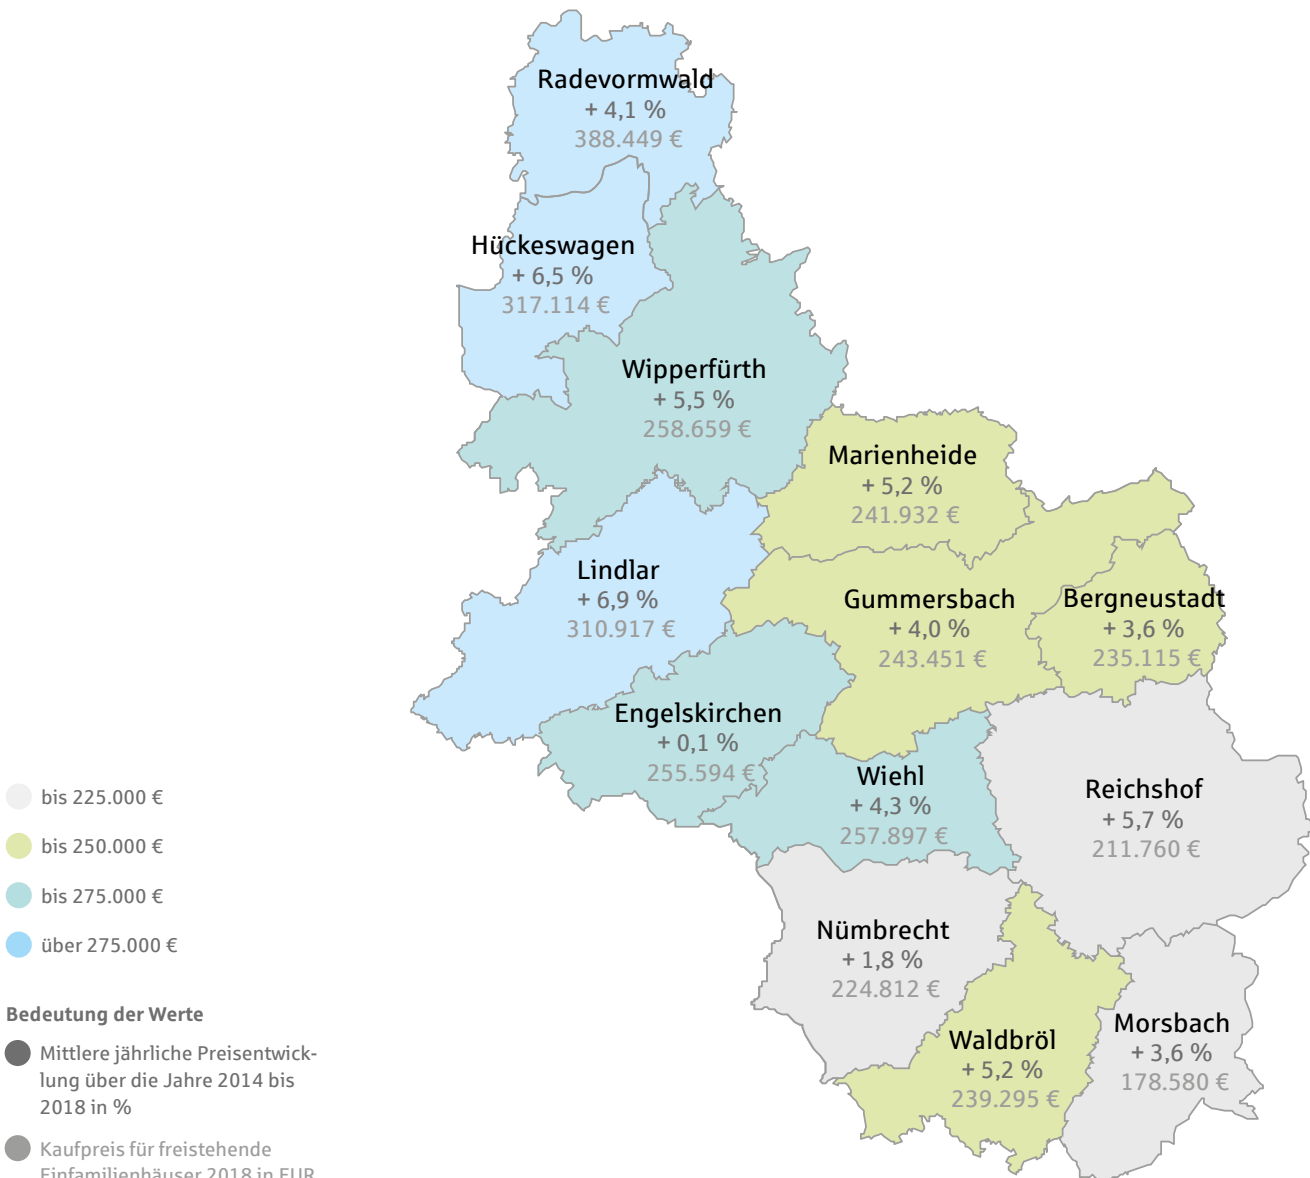 Radevormwald
+ 4,1 %
388.449 €
Hückeswagen
+ 6,5 %
317.114 €
Wipperfürth
+ 5,5 %
258.659 €
Marienheide
+ 5,2 %
241.932 €
Lindlar
+ 6,9 %
310.917 €
Gummersbach
+ 4,0 %
243.451 €
Bergneustadt
+ 3,6 %
235.115 €
Engelskirchen
+ 0,1 %
255.594 €
Wiehl
+ 4,3 %
257.897 €
Reichshof
+ 5,7 %
211.760 €
Nümbrecht
+ 1,8 %
224.812 €
Waldbröl
+ 5,2 %
239.295 €
Morsbach
+ 3,6 %
178.580 €
bis 225.000 €
bis 250.000 €
bis 275.000 €
über 275.000 €
Bedeutung der Werte
Mittlere jährliche Preisentwick-
lung über die Jahre 2014 bis
2018 in %
Kaufpreis für freistehende
Einfamilienhäuser 2018 in EUR